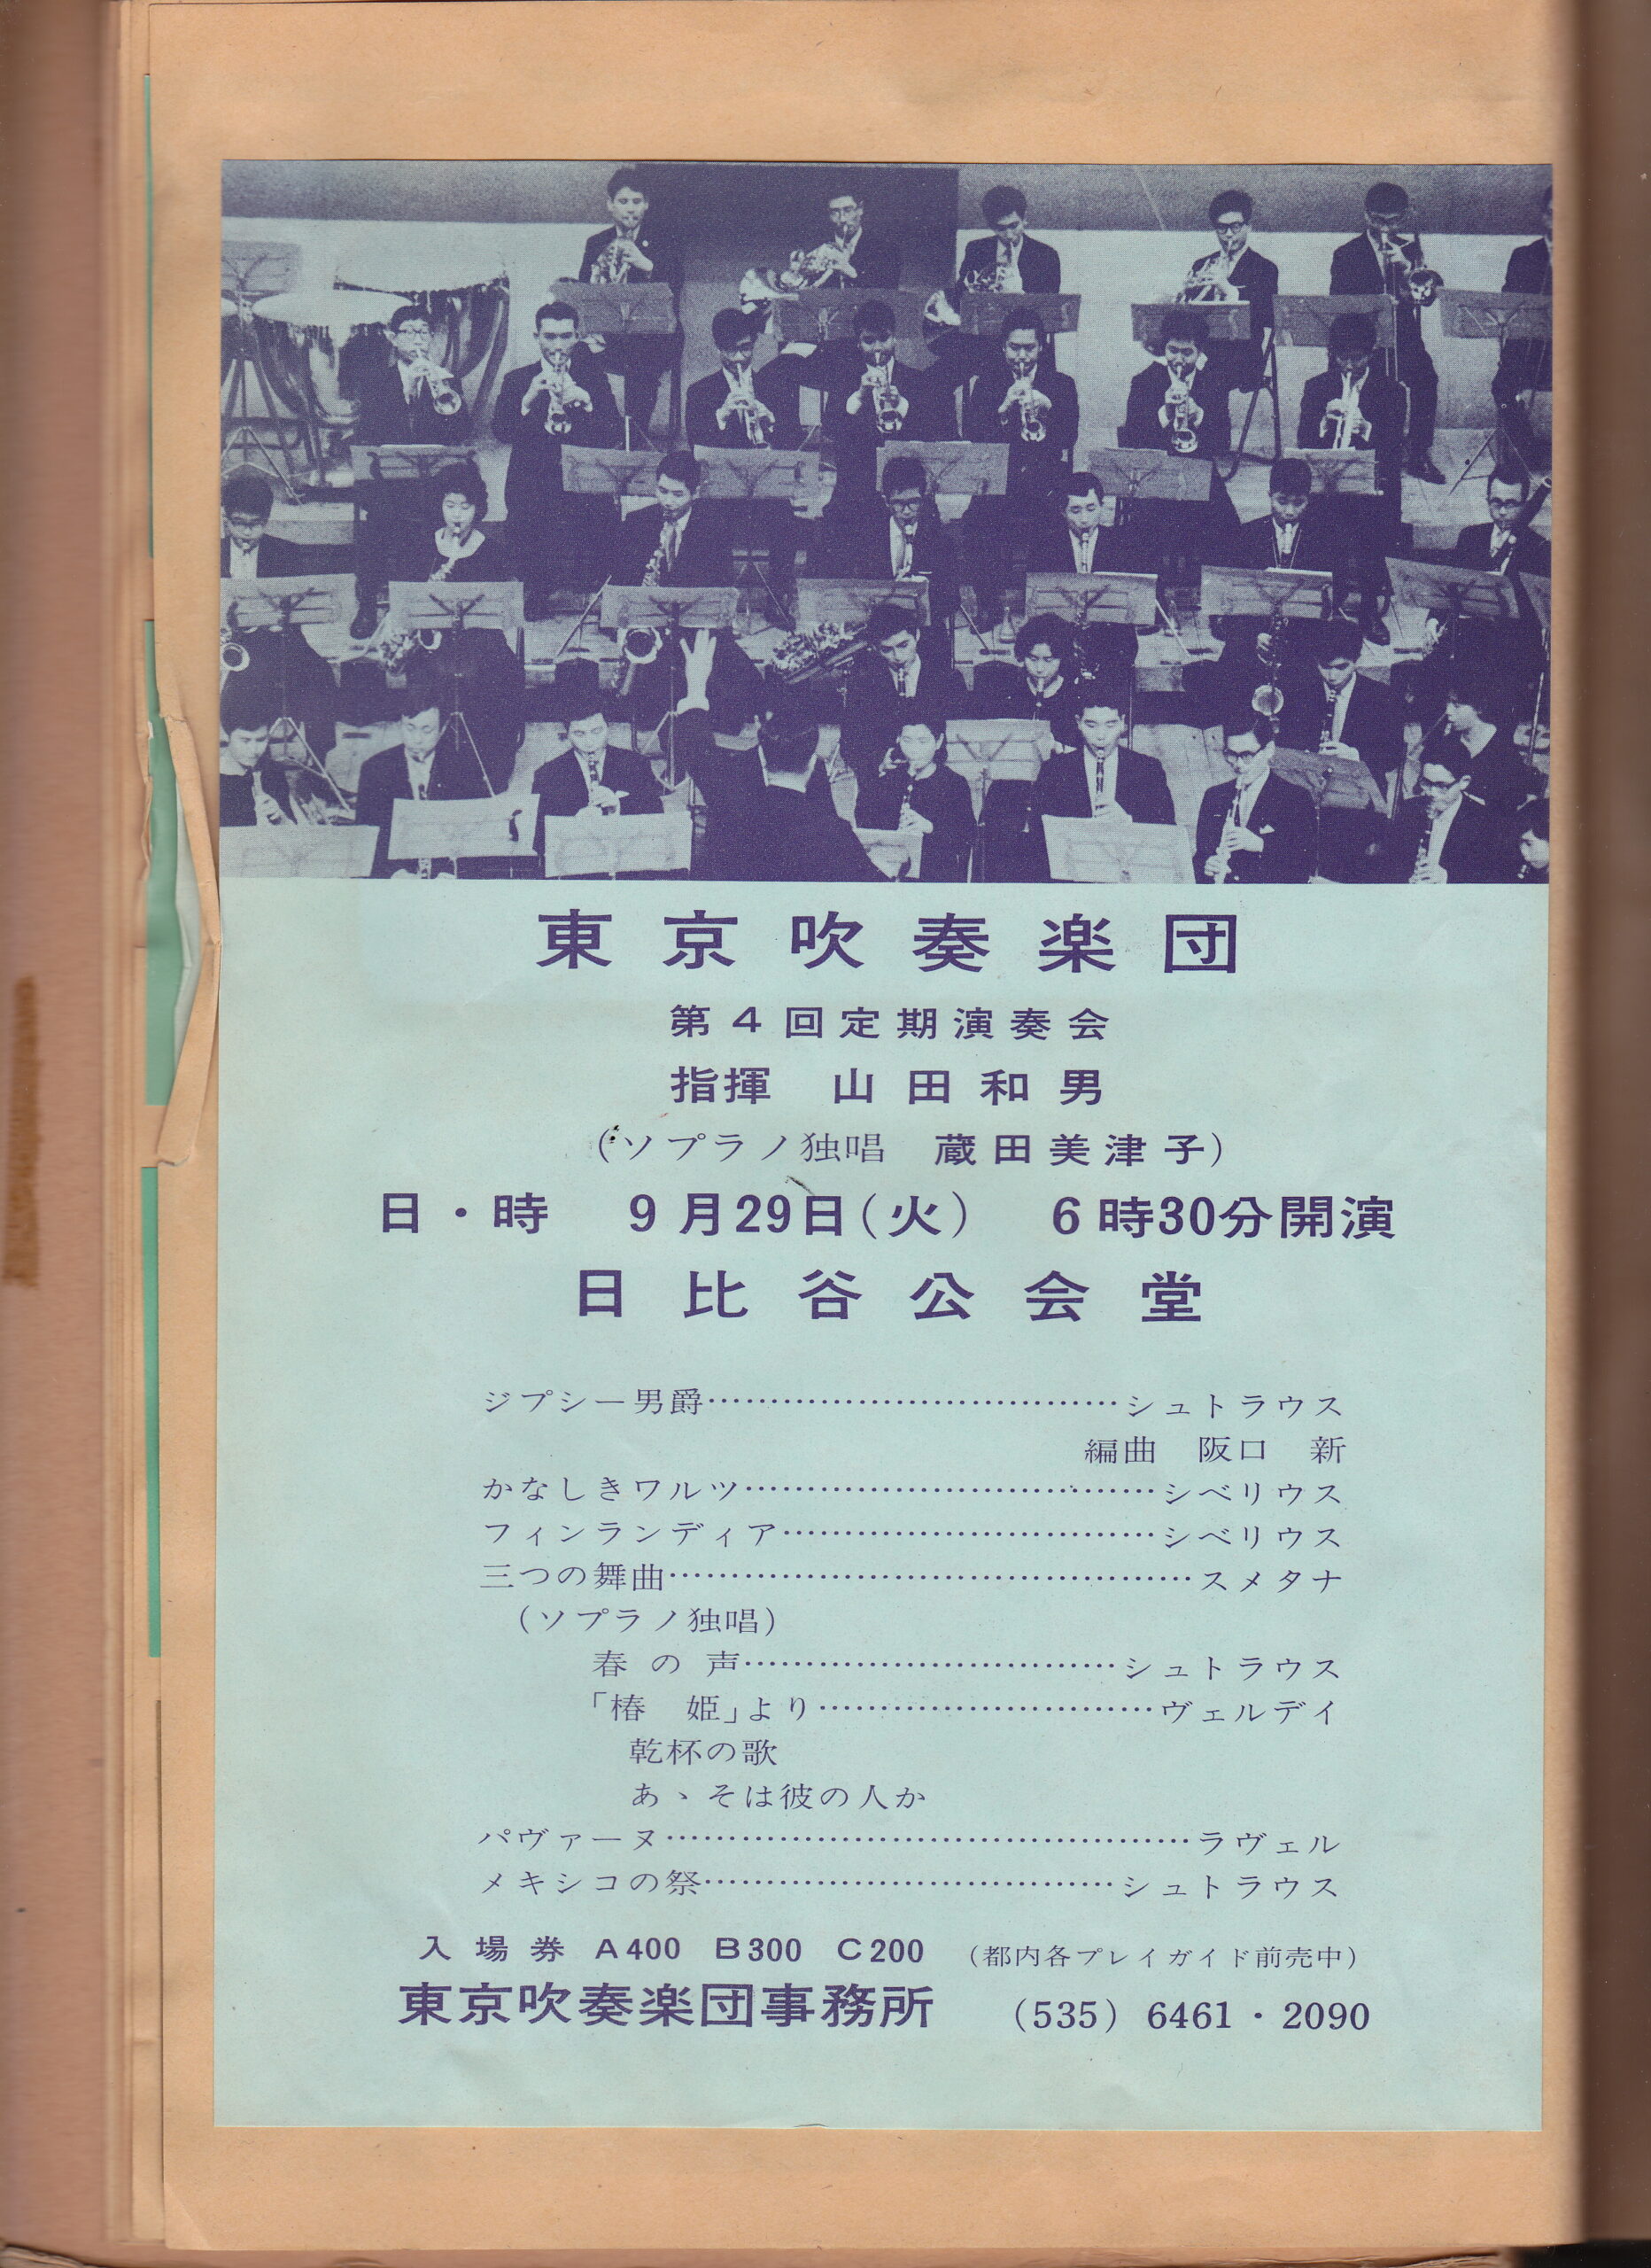 東京吹奏楽団
第4回定期演奏会
指揮　山田和男
(ソプラノ独唱　蔵田美津子)
日・時　9月29日(火)　6時30分開演
日比谷公会堂
ジプシー男爵……………………………シュトラウス
編曲　阪口　新
かなしきワルツ……………………………シベリウス
フィンランディア…………………………シベリウス
三つの舞曲……………………………………スメタナ
(ソプラノ独唱)
春の声…………………………シュトラウス
「椿　姫」より………………………ヴェルデイ
乾杯の歌
あゝそは彼の人か
パヴァーヌ……………………………………ラヴェル
メキシコの祭……………………………シュトラウス
入場券　A400　B300　C200　(都内各プレイガイド前売中)
東京吹奏楽団事務所　(535) 6461・2090